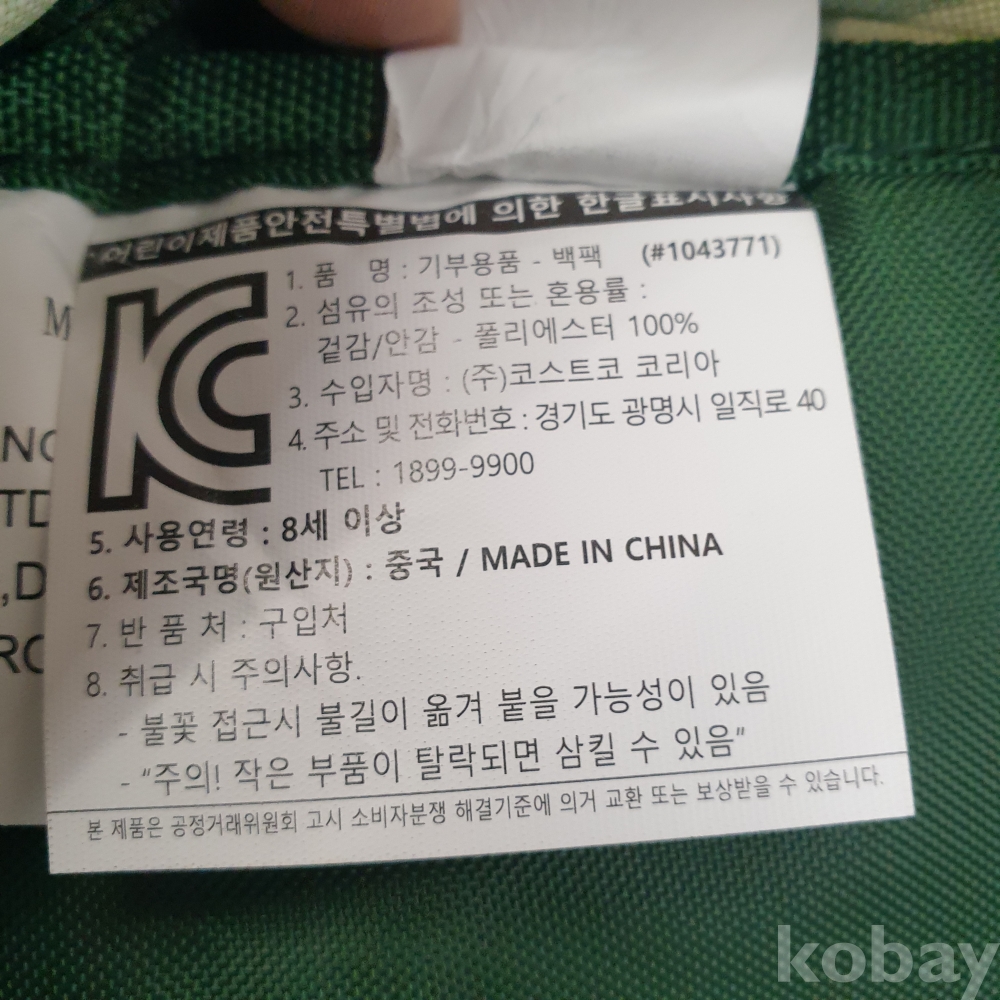 어린이제품안전특별법에 의한 한글표시사항
KC
1. 품 명 : 기부용품 - 백팩 (#1043771)
2. 섬유의 조성 또는 혼용률 :
겉감/안감 - 폴리에스터 100%
3. 수입자명 : (주)코스트코 코리아
4. 주소 및 전화번호 : 경기도 광명시 일직로 40
TEL : 1899-9900
5. 사용연령 : 8세 이상
6. 제조국명(원산지) : 중국 / MADE IN CHINA
7. 반 품 처 : 구입처
8. 취급 시 주의사항.
- 불꽃 접근시 불길이 옮겨 붙을 가능성이 있음
- "주의! 작은 부품이 탈락되면 삼킬 수 있음"
본 제품은 공정거래위원회 고시 소비자분쟁 해결기준에 의거 교환 또는 보상받을 수 있습니다.
kobay